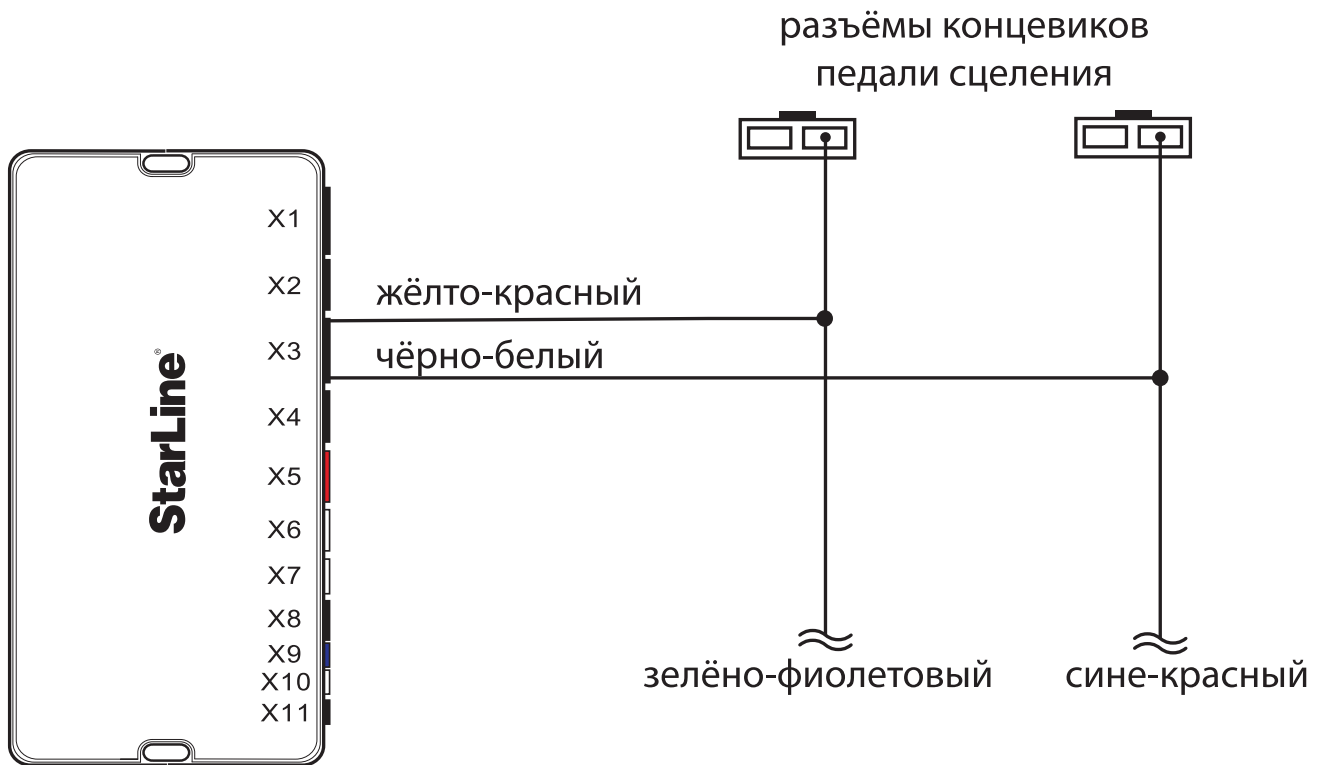 разъёмы концевиков
педали сцеления
X1
X2
жёлто-красный
X3
чёрно-белый
StarLine®
X4
X5
X6
X7
X8
X9
X10
X11
зелёно-фиолетовый
сине-красный